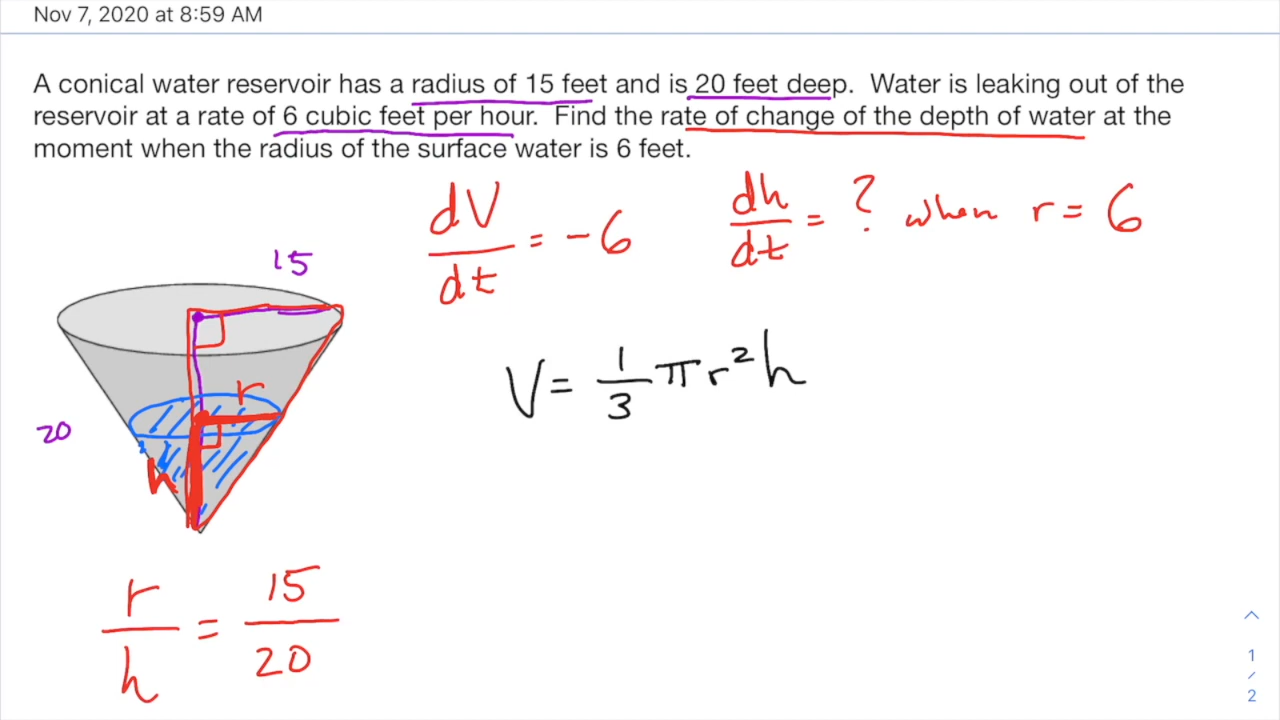 Nov 7, 2020 at 8:59 AM
A conical water reservoir has a radius of 15 feet and is 20 feet deep. Water is leaking out of the
reservoir at a rate of 6 cubic feet per hour. Find the rate of change of the depth of water at the
moment when the radius of the surface water is 6 feet.
dV/dt = -6
dh/dt = ? when r = 6
15
r
20
h
V = 1/3 πr²h
r/h = 15/20
1
/
2